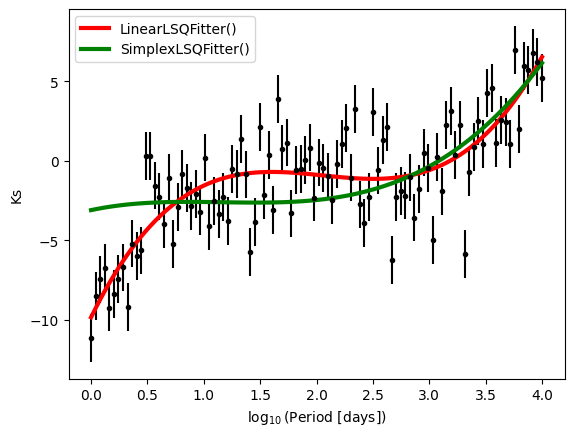 LinearLSQFitter()
SimplexLSQFitter()
Ks
5
0
−5
−10
0.0 0.5 1.0 1.5 2.0 2.5 3.0 3.5 4.0
log₁₀(Period [days])